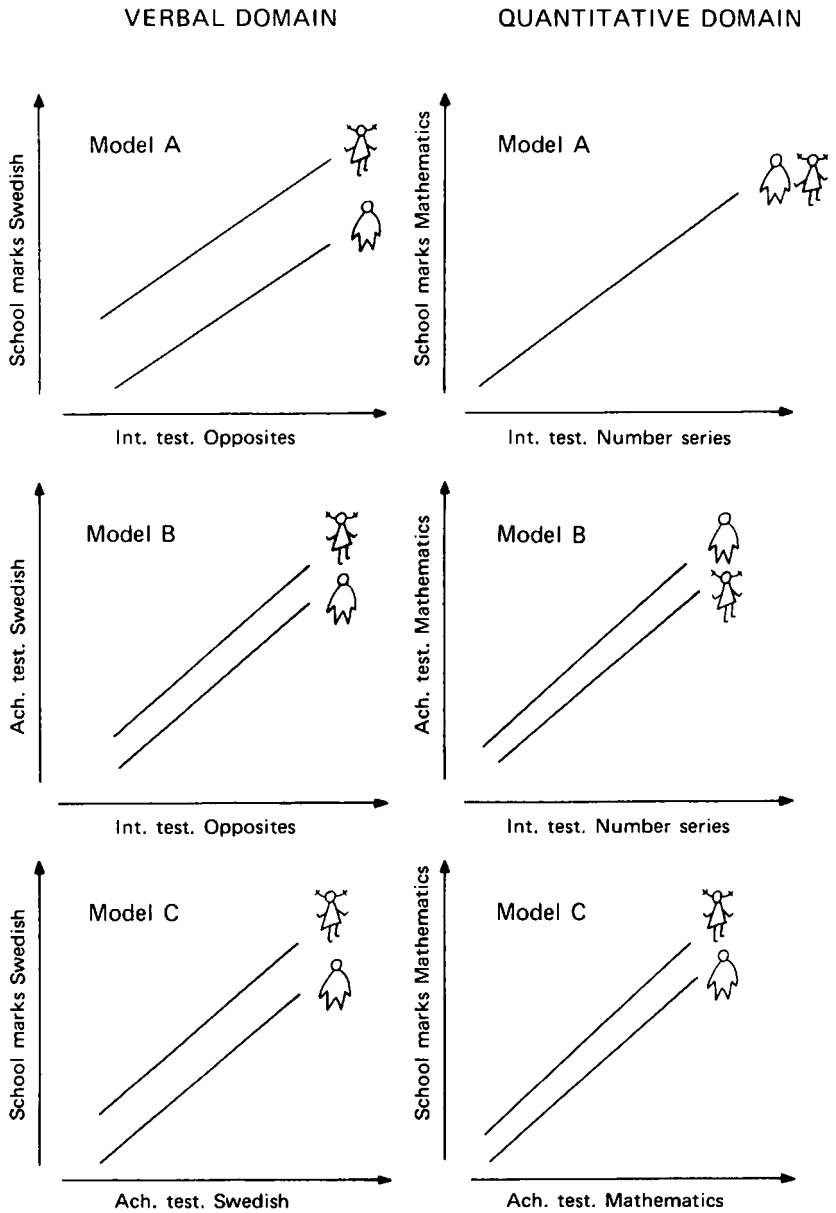 VERBAL DOMAIN
QUANTITATIVE DOMAIN
School marks Swedish
Model A
Int. test. Opposites
School marks Mathematics
Model A
Int. test. Number series
Ach. test. Swedish
Model B
Int. test. Opposites
Ach. test. Mathematics
Model B
Int. test. Number series
School marks Swedish
Model C
Ach. test. Swedish
School marks Mathematics
Model C
Ach. test. Mathematics